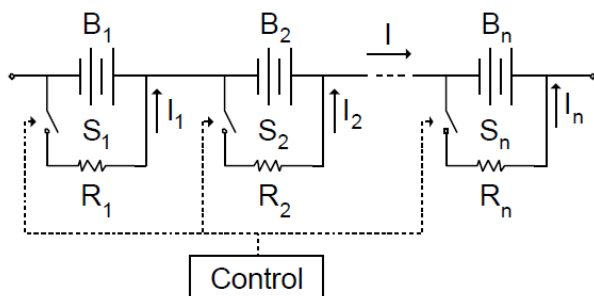 B1 B2 I Bn
S1 I1 S2 I2 Sn In
R1 R2 Rn
Control